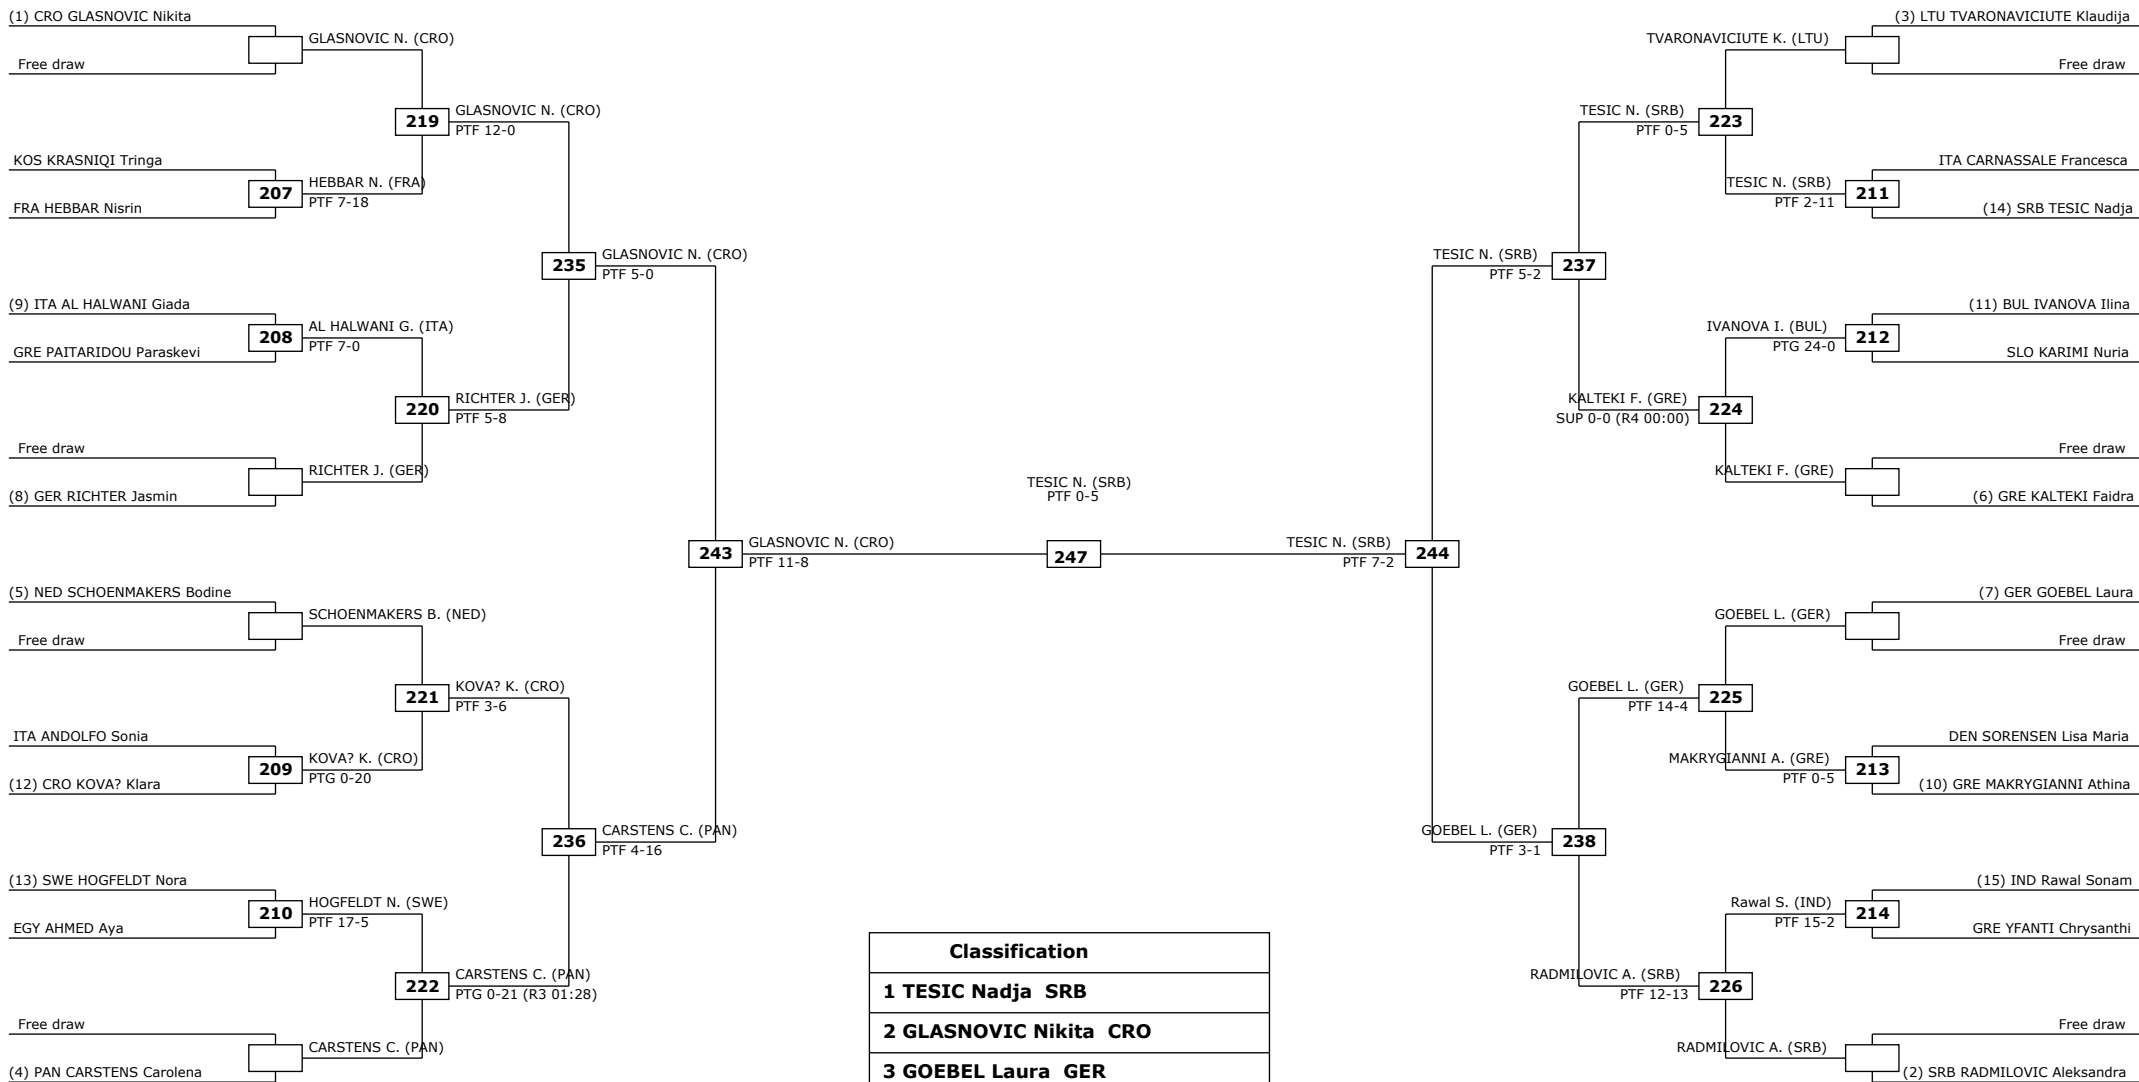 (1) CRO GLASNOVIC Nikita
Free draw
GLASNOVIC N. (CRO)
219
GLASNOVIC N. (CRO)
PTF 12-0
KOS KRASNIQI Tringa
FRA HEBBAR Nisrin
207
HEBBAR N. (FRA)
PTF 7-18
235
GLASNOVIC N. (CRO)
PTF 5-0
(9) ITA AL HALWANI Giada
GRE PAITARIDOU Paraskevi
208
AL HALWANI G. (ITA)
PTF 7-0
220
RICHTER J. (GER)
PTF 5-8
Free draw
(8) GER RICHTER Jasmin
RICHTER J. (GER)
243
GLASNOVIC N. (CRO)
PTF 11-8
(5) NED SCHOENMAKERS Bodine
Free draw
SCHOENMAKERS B. (NED)
221
KOVA? K. (CRO)
PTF 3-6
ITA ANDOLFO Sonia
(12) CRO KOVA? Klara
209
KOVA? K. (CRO)
PTG 0-20
236
CARSTENS C. (PAN)
PTF 4-16
(13) SWE HOGFELDT Nora
EGY AHMED Aya
210
HOGFELDT N. (SWE)
PTF 17-5
222
CARSTENS C. (PAN)
PTG 0-21 (R3 01:28)
Free draw
(4) PAN CARSTENS Carolena
CARSTENS C. (PAN)
TESIC N. (SRB)
PTF 0-5
247
(3) LTU TVARONAVICIUTE Klaudija
Free draw
TVARONAVICIUTE K. (LTU)
TESIC N. (SRB)
PTF 0-5
223
ITA CARNASSALE Francesca
(14) SRB TESIC Nadja
TESIC N. (SRB)
PTF 2-11
211
TESIC N. (SRB)
PTF 5-2
237
(11) BUL IVANOVA Ilina
SLO KARIMI Nuria
IVANOVA I. (BUL)
PTG 24-0
212
KALTEKI F. (GRE)
SUP 0-0 (R4 00:00)
224
Free draw
(6) GRE KALTEKI Faidra
KALTEKI F. (GRE)
TESIC N. (SRB)
PTF 7-2
244
(7) GER GOEBEL Laura
Free draw
GOEBEL L. (GER)
GOEBEL L. (GER)
PTF 14-4
225
DEN SORENSEN Lisa Maria
(10) GRE MAKRYGIANNI Athina
MAKRYGIANNI A. (GRE)
PTF 0-5
213
GOEBEL L. (GER)
PTF 3-1
238
(15) IND Rawal Sonam
GRE YFANTI Chrysanthi
Rawal S. (IND)
PTF 15-2
214
RADMILOVIC A. (SRB)
PTF 12-13
226
Free draw
(2) SRB RADMILOVIC Aleksandra
RADMILOVIC A. (SRB)
Classification
1 TESIC Nadja SRB
2 GLASNOVIC Nikita CRO
3 GOEBEL Laura GER